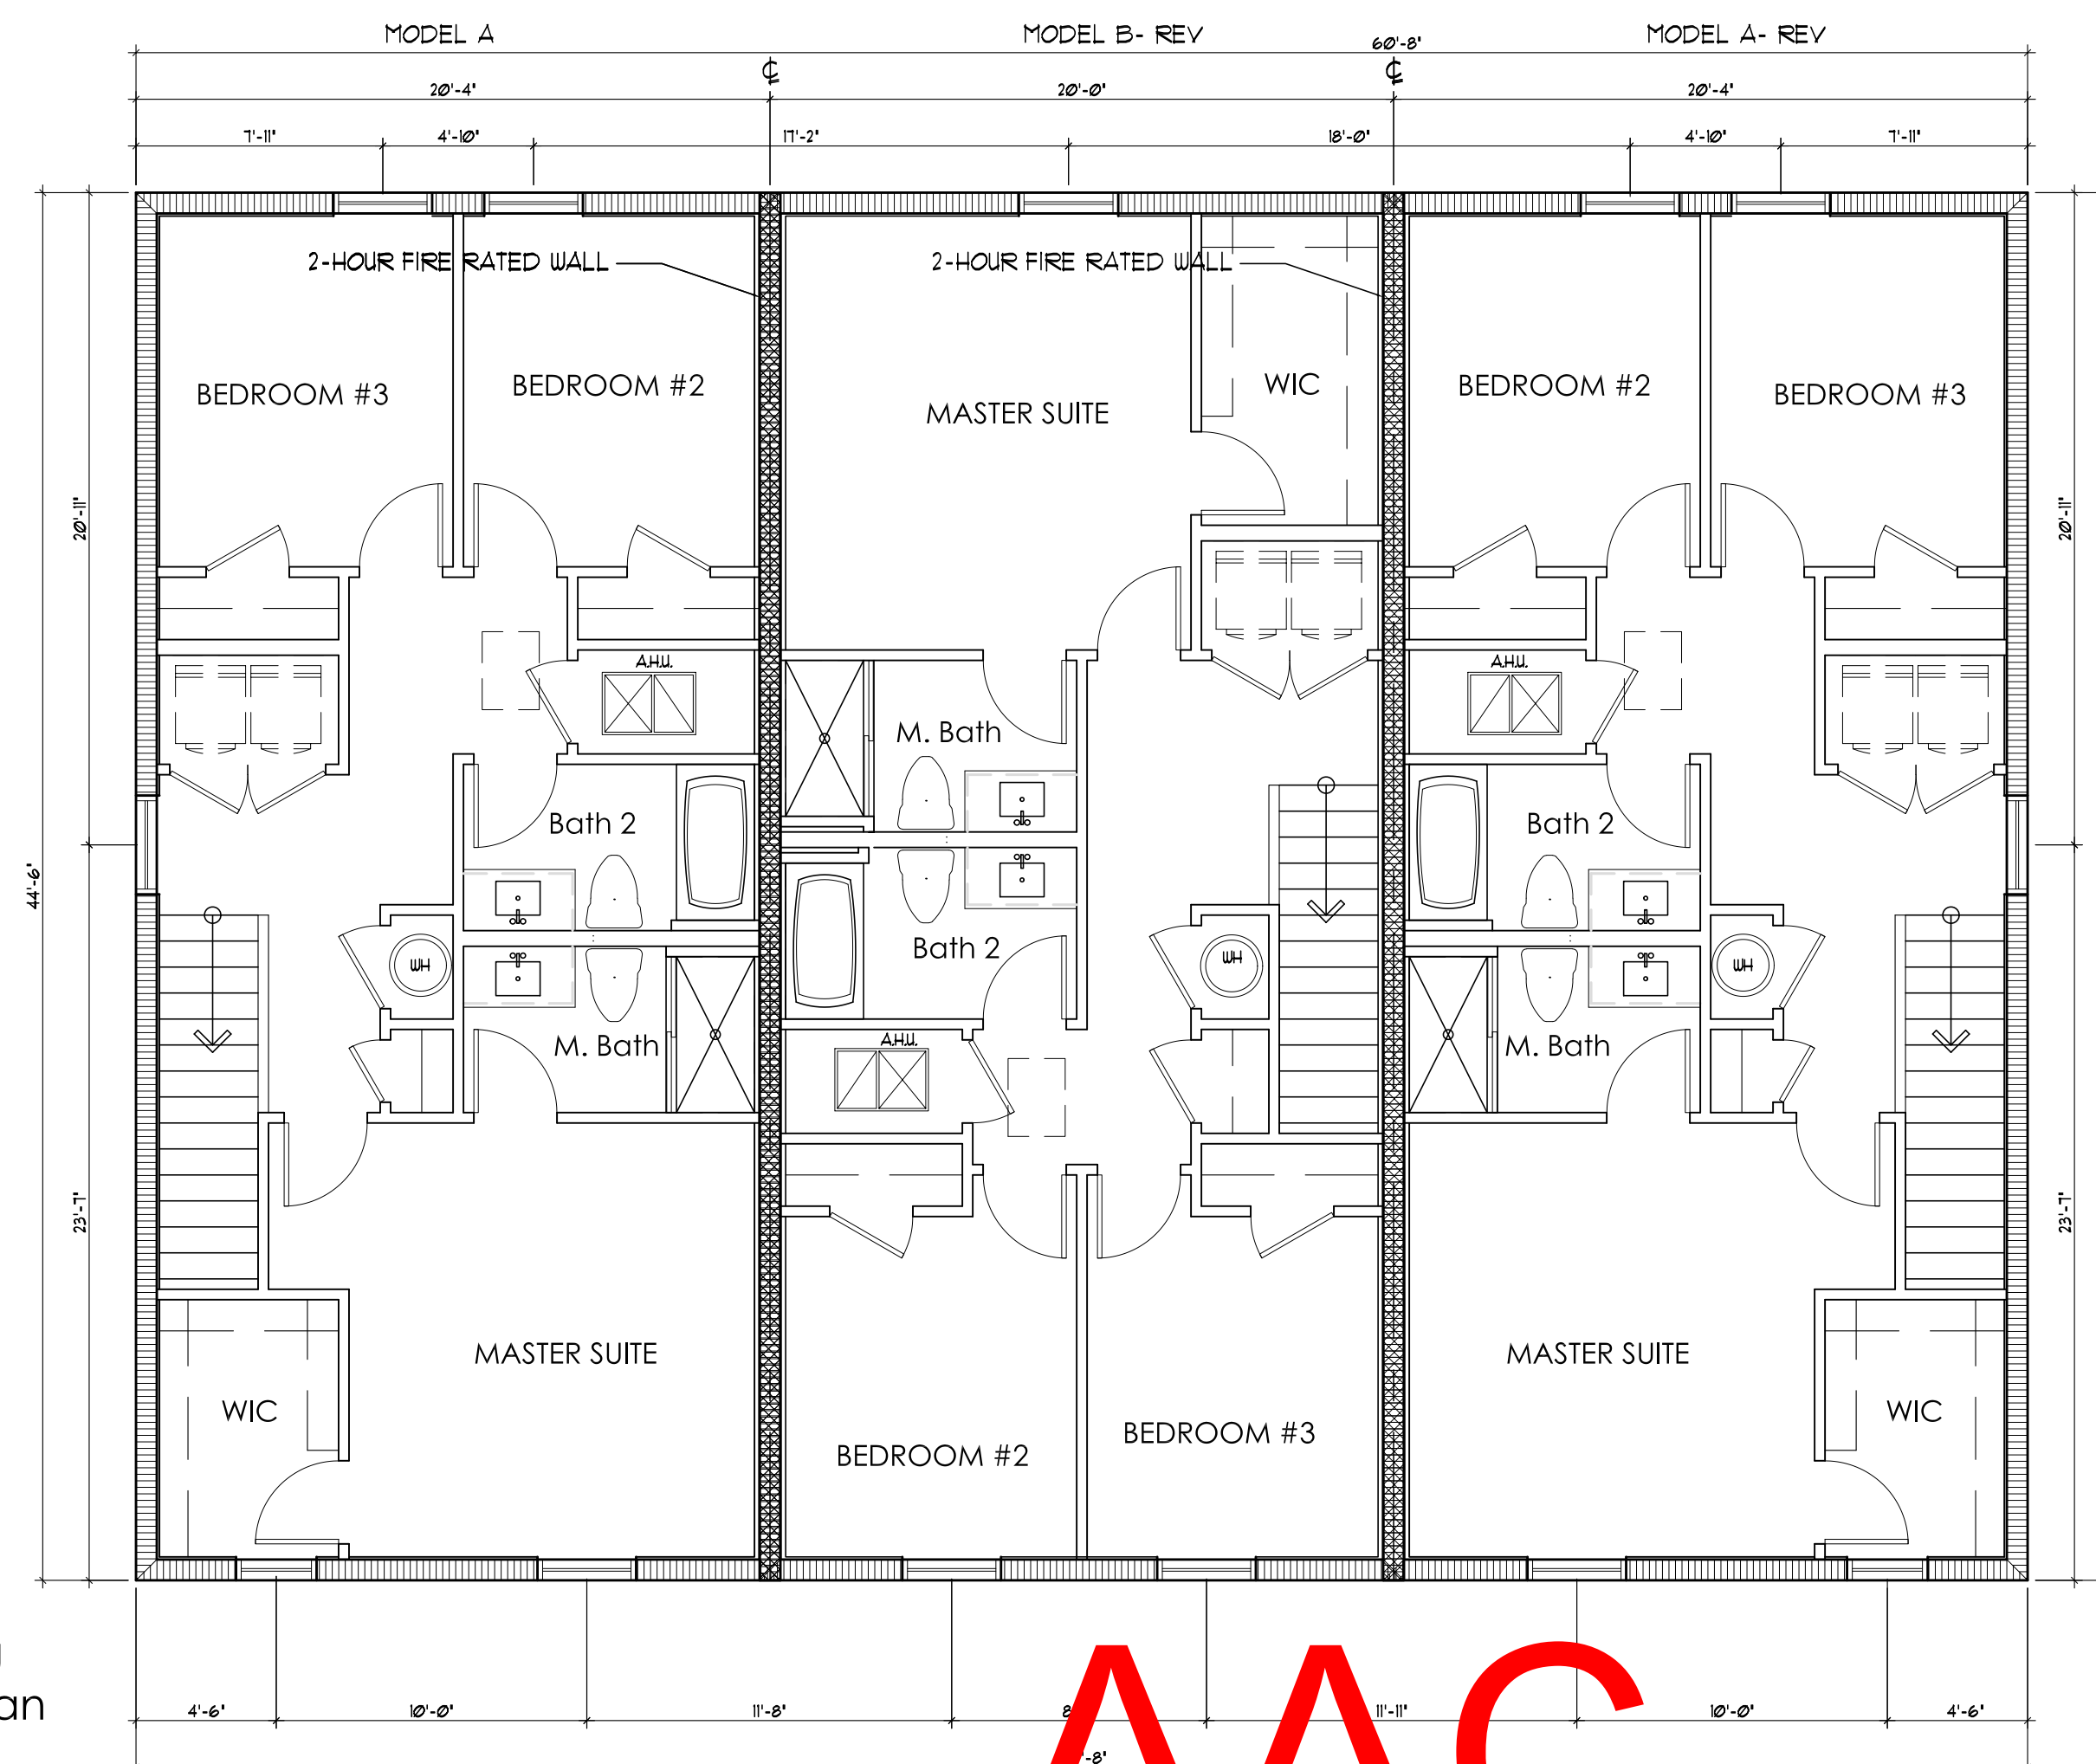 MODEL A
MODEL B- REV
MODEL A- REV
60'-8"
20'-4"
20'-0"
20'-4"
7'-11"
4'-10"
17'-2"
18'-0"
4'-10"
7'-11"
2-HOUR FIRE RATED WALL
2-HOUR FIRE RATED WALL
BEDROOM #3
BEDROOM #2
MASTER SUITE
WIC
BEDROOM #2
BEDROOM #3
20'-11"
20'-11"
A.H.U.
A.H.U.
M. Bath
Bath 2
Bath 2
44'-6"
Bath 2
WH
WH
WH
M. Bath
M. Bath
A.H.U.
23'-7"
23'-7"
MASTER SUITE
MASTER SUITE
WIC
WIC
BEDROOM #2
BEDROOM #3
AAC
4'-6"
10'-0"
11'-8"
11'-11"
10'-0"
4'-6"